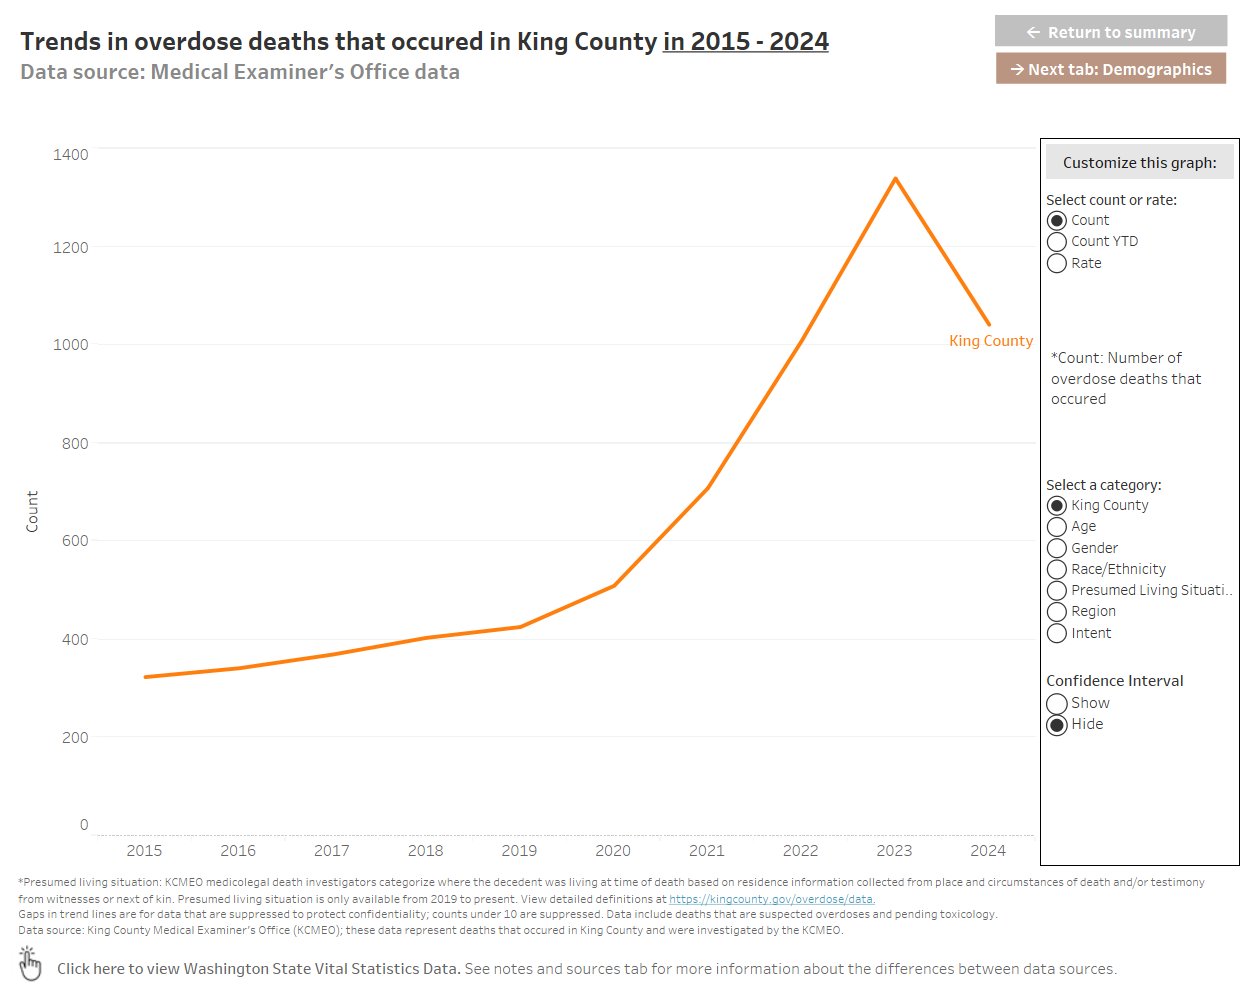 Trends in overdose deaths that occured in King County in 2015 - 2024
Data source: Medical Examiner's Office data
← Return to summary
→ Next tab: Demographics
1400
1200
1000
800
600
400
200
0
Count
King County
2015 2016 2017 2018 2019 2020 2021 2022 2023 2024
Customize this graph:
Select count or rate:
Count
Count YTD
Rate
*Count: Number of
overdose deaths that
occured
Select a category:
King County
Age
Gender
Race/Ethnicity
Presumed Living Situati..
Region
Intent
Confidence Interval
Show
Hide
*Presumed living situation: KCMEO medicolegal death investigators categorize where the decedent was living at time of death based on residence information collected from place and circumstances of death and/or testimony
from witnesses or next of kin. Presumed living situation is only available from 2019 to present. View detailed definitions at https://kingcounty.gov/overdose/data.
Gaps in trend lines are for data that are suppressed to protect confidentiality; counts under 10 are suppressed. Data include deaths that are suspected overdoses and pending toxicology.
Data source: King County Medical Examiner's Office (KCMEO); these data represent deaths that occured in King County and were investigated by the KCMEO.
Click here to view Washington State Vital Statistics Data. See notes and sources tab for more information about the differences between data sources.